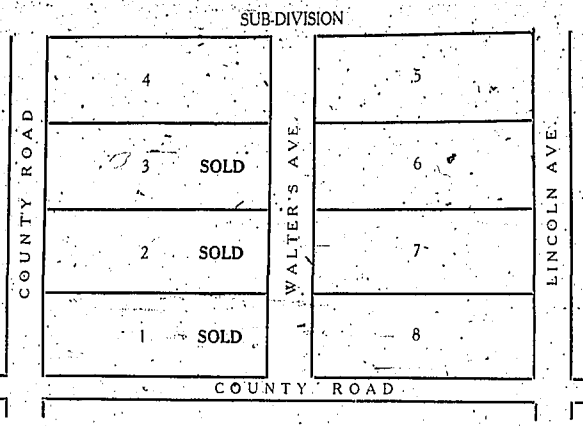 SUB-DIVISION
4
5
3 SOLD
6
2 SOLD
7
1 SOLD
8
COUNTY ROAD
WALTER'S AVE.
LINCOLN AVE.
COUNTY ROAD